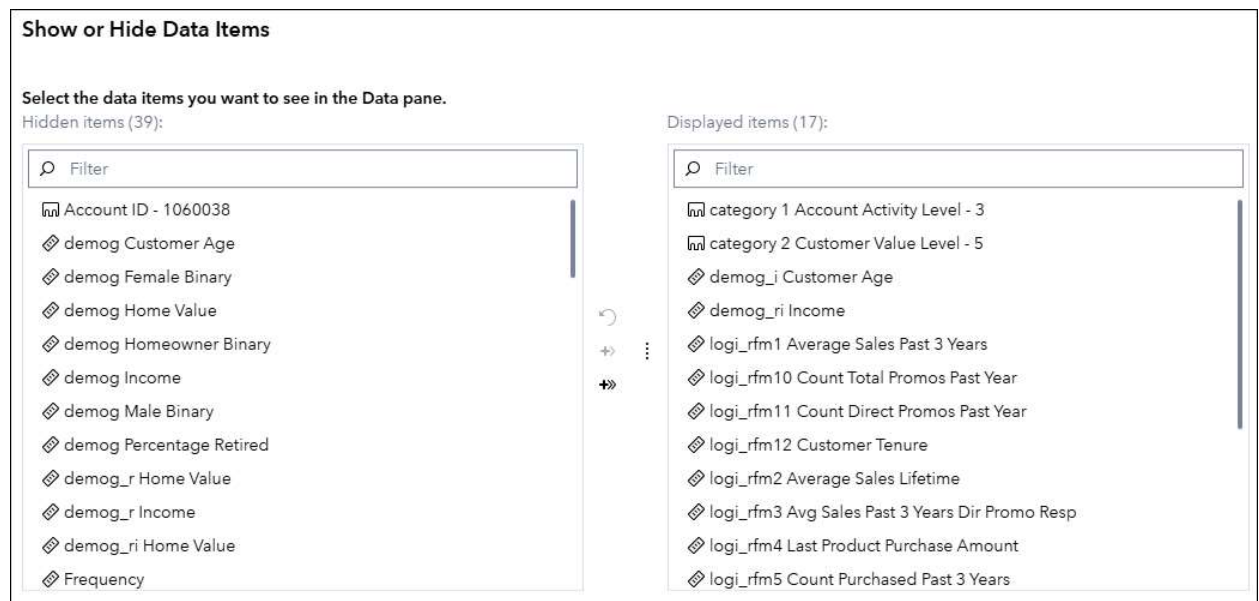 Show or Hide Data Items
Select the data items you want to see in the Data pane.
Hidden items (39):
Filter
Account ID - 1060038
demog Customer Age
demog Female Binary
demog Home Value
demog Homeowner Binary
demog Income
demog Male Binary
demog Percentage Retired
demog_r Home Value
demog_r Income
demog_ri Home Value
Frequency
Displayed items (17):
Filter
category 1 Account Activity Level - 3
category 2 Customer Value Level - 5
demog_i Customer Age
demog_ri Income
logi_rfm1 Average Sales Past 3 Years
logi_rfm10 Count Total Promos Past Year
logi_rfm11 Count Direct Promos Past Year
logi_rfm12 Customer Tenure
logi_rfm2 Average Sales Lifetime
logi_rfm3 Avg Sales Past 3 Years Dir Promo Resp
logi_rfm4 Last Product Purchase Amount
logi_rfm5 Count Purchased Past 3 Years